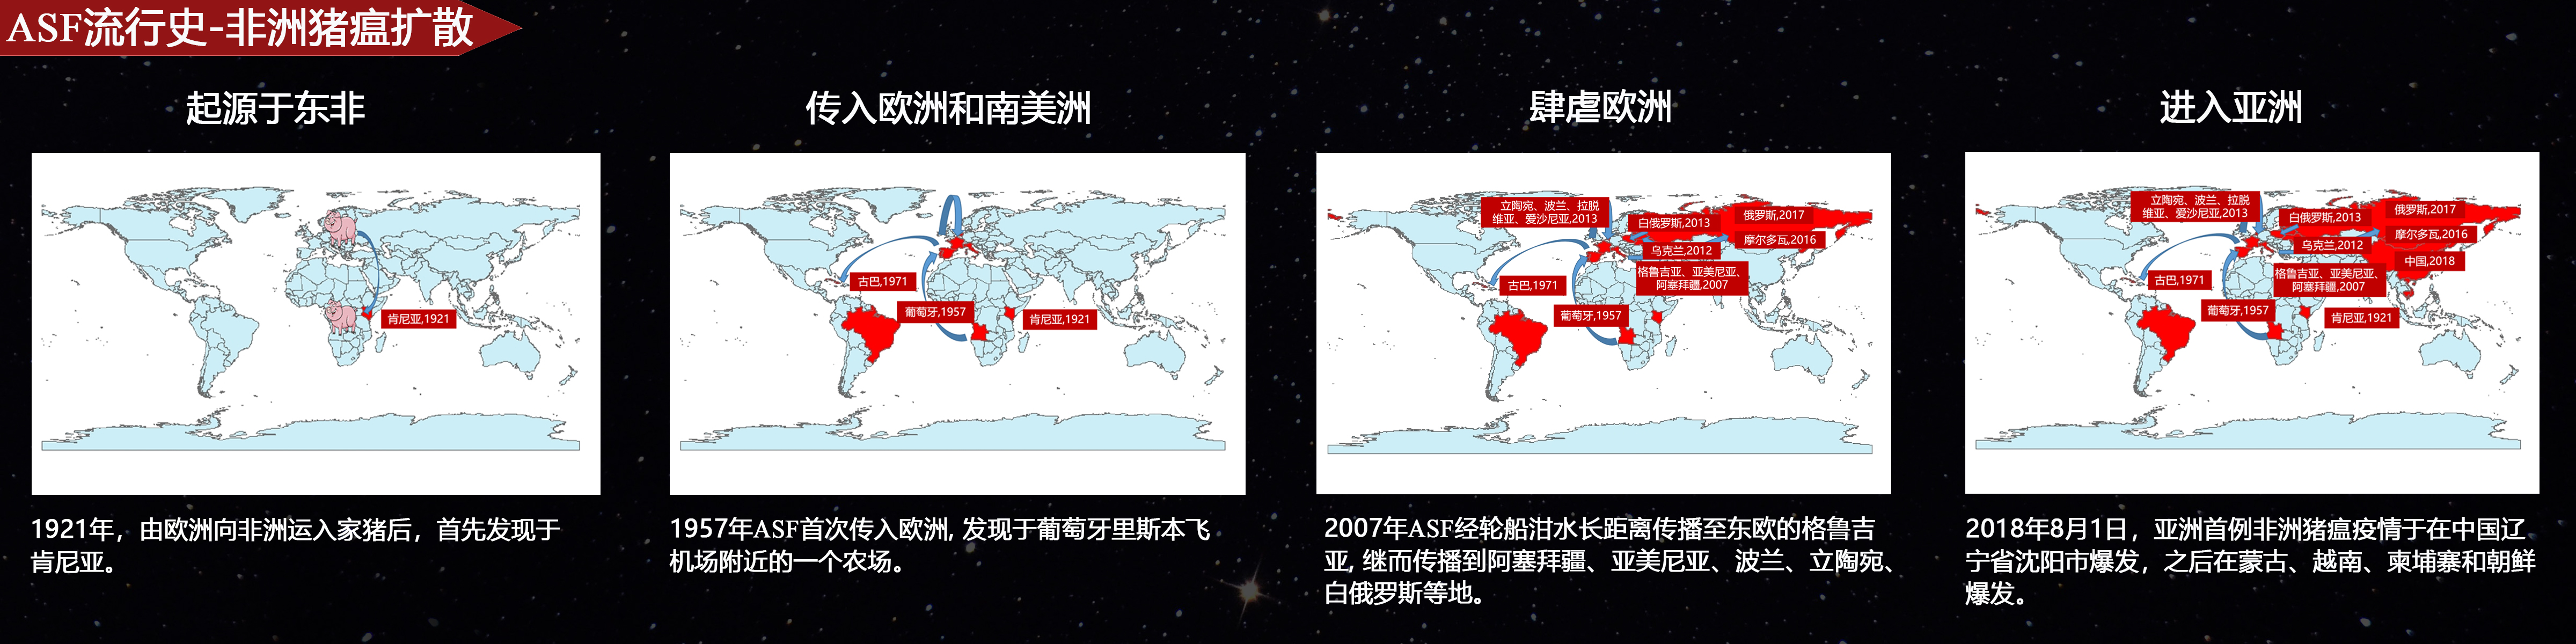 ASF流行史-非洲猪瘟扩散
起源于东非
肯尼亚,1921
1921年，由欧洲向非洲运入家猪后，首先发现于
肯尼亚。
传入欧洲和南美洲
古巴,1971
葡萄牙,1957
肯尼亚,1921
1957年ASF首次传入欧洲, 发现于葡萄牙里斯本飞
机场附近的一个农场。
肆虐欧洲
立陶宛、波兰、拉脱
维亚、爱沙尼亚,2013
白俄罗斯,2013
俄罗斯,2017
摩尔多瓦,2016
乌克兰,2012
格鲁吉亚、亚美尼亚、
阿塞拜疆,2007
古巴,1971
葡萄牙,1957
2007年ASF经轮船泔水长距离传播至东欧的格鲁吉
亚, 继而传播到阿塞拜疆、亚美尼亚、波兰、立陶宛、
白俄罗斯等地。
进入亚洲
立陶宛、波兰、拉脱
维亚、爱沙尼亚,2013
白俄罗斯,2013
俄罗斯,2017
摩尔多瓦,2016
乌克兰,2012
中国,2018
格鲁吉亚、亚美尼亚、
阿塞拜疆,2007
古巴,1971
葡萄牙,1957
肯尼亚,1921
2018年8月1日，亚洲首例非洲猪瘟疫情于在中国辽
宁省沈阳市爆发，之后在蒙古、越南、柬埔寨和朝鲜
爆发。